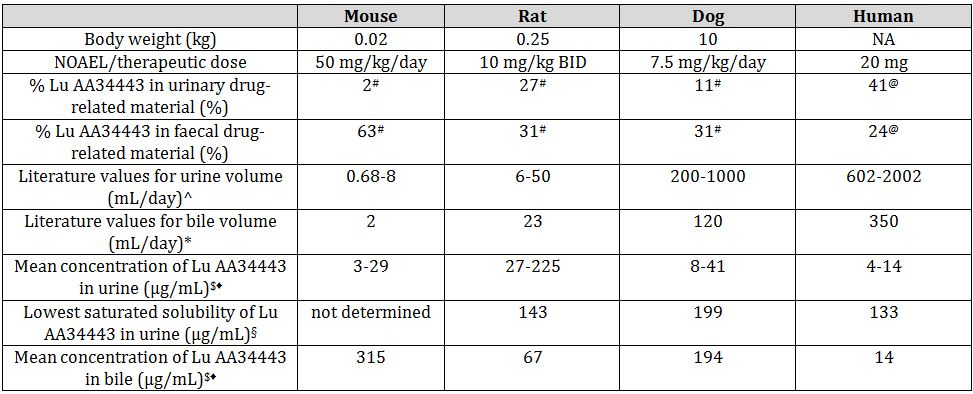 Mouse Rat Dog Human
Body weight (kg) 0.02 0.25 10 NA
NOAEL/therapeutic dose 50 mg/kg/day 10 mg/kg BID 7.5 mg/kg/day 20 mg
% Lu AA34443 in urinary drug-
related material (%) 2# 27# 11# 41@
% Lu AA34443 in faecal drug-
related material (%) 63# 31# 31# 24@
Literature values for urine volume
(mL/day)^ 0.68-8 6-50 200-1000 602-2002
Literature values for bile volume
(mL/day)* 2 23 120 350
Mean concentration of Lu AA34443
in urine (µg/mL)$♦ 3-29 27-225 8-41 4-14
Lowest saturated solubility of Lu
AA34443 in urine (µg/mL)§ not determined 143 199 133
Mean concentration of Lu AA34443
in bile (µg/mL)$♦ 315 67 194 14